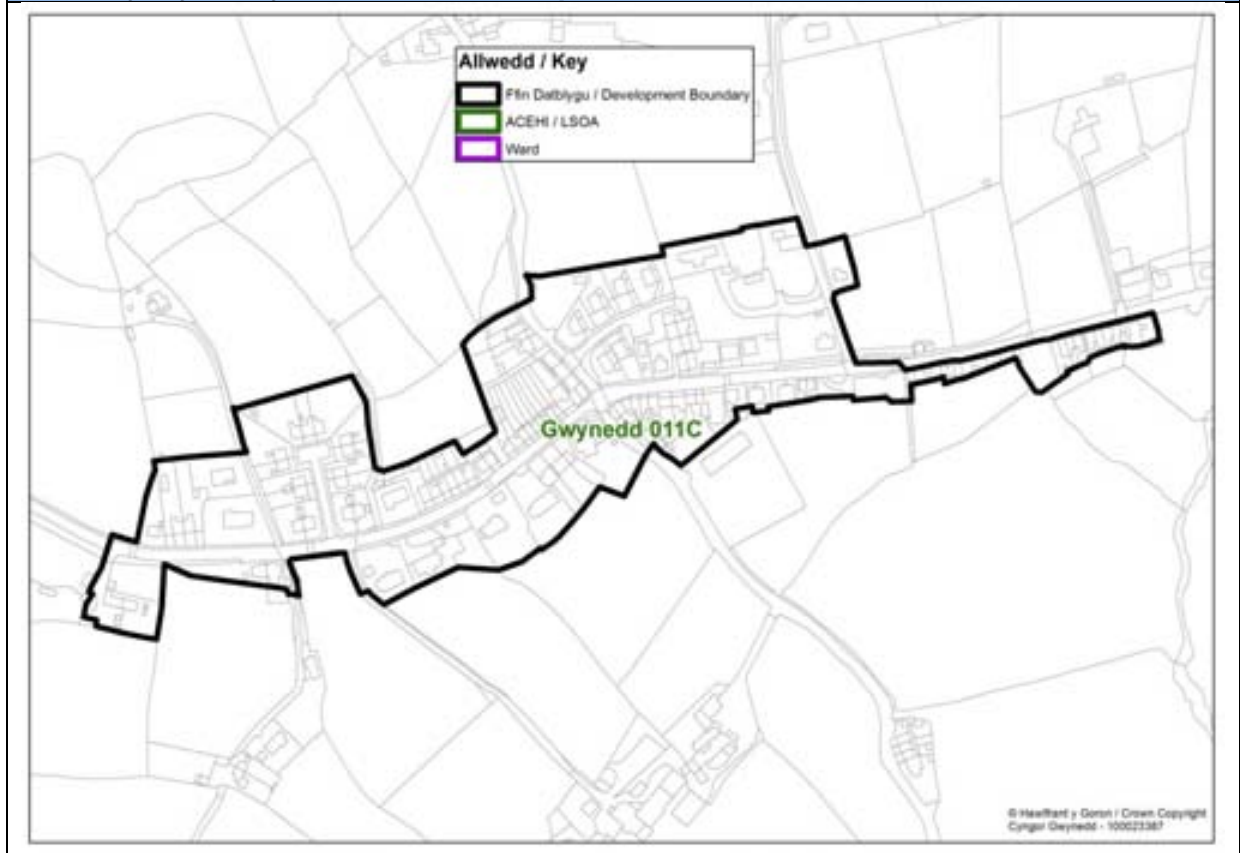 Allwedd / Key
Ffin Datblygu / Development Boundary
ACEHI / LSOA
Ward
Gwynedd 011C
© Hawlfraint y Goron / Crown Copyright
Cyngor Gwynedd - 100023387